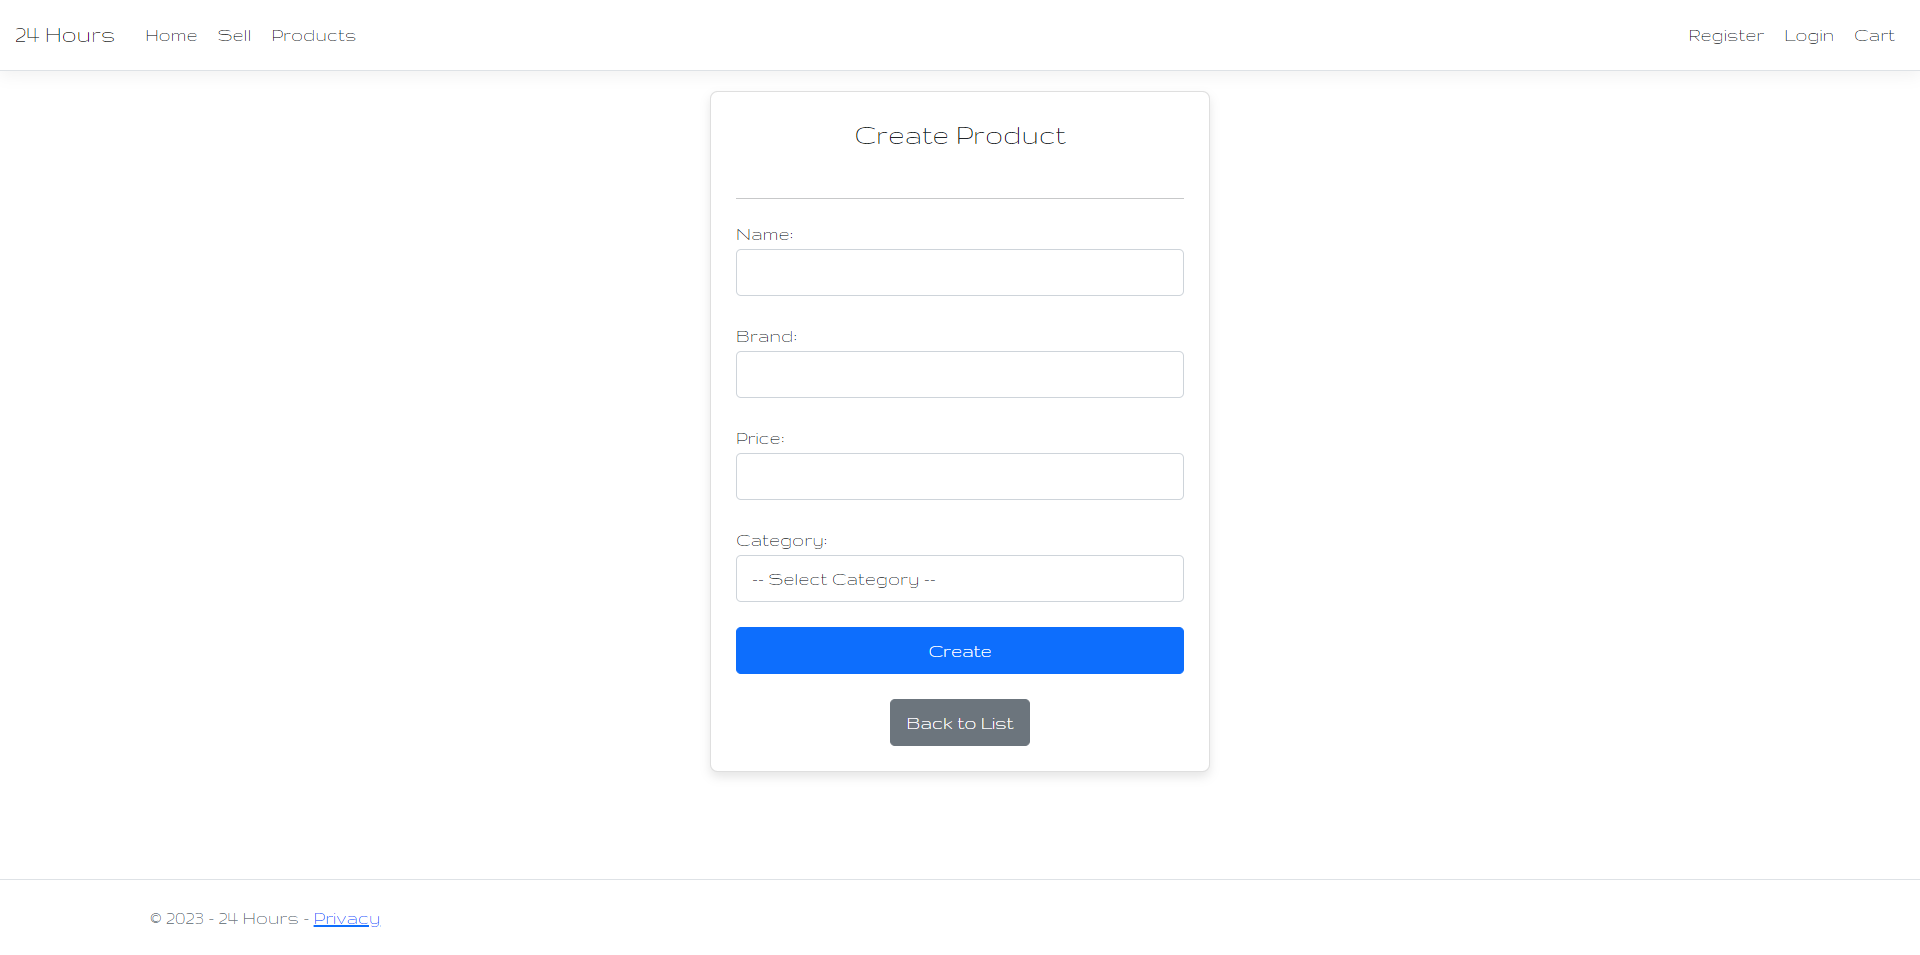 24 Hours Home Sell Products Register Login Cart
Create Product
Name:
Brand:
Price:
Category:
-- Select Category --
Create
Back to List
© 2023 - 24 Hours - Privacy